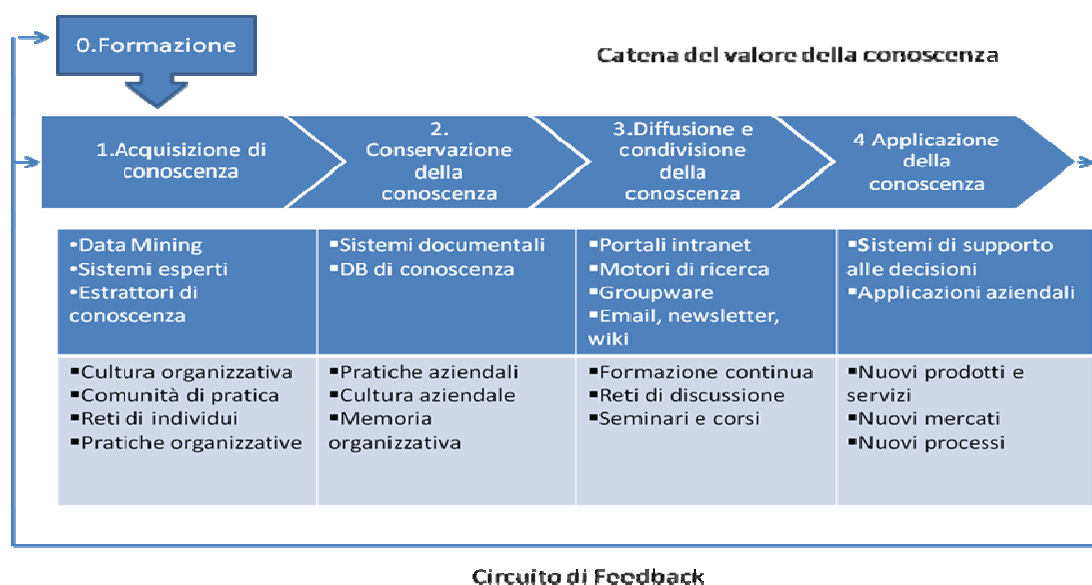 0.Formazione
Catena del valore della conoscenza
1.Acquisizione di
conoscenza
2.
Conservazione
della
conoscenza
3.Diffusione e
condivisione
della
conoscenza
4 Applicazione
della
conoscenza
•Data Mining
•Sistemi esperti
•Estrattori di
conoscenza
▪Sistemi documentali
▪DB di conoscenza
▪Portali intranet
▪Motori di ricerca
▪Groupware
▪Email, newsletter,
wiki
▪Sistemi di supporto
alle decisioni
▪Applicazioni aziendali
▪Cultura organizzativa
▪Comunità di pratica
▪Reti di individui
▪Pratiche organizzative
▪Pratiche aziendali
▪Cultura aziendale
▪Memoria
organizzativa
▪Formazione continua
▪Reti di discussione
▪Seminari e corsi
▪Nuovi prodotti e
servizi
▪Nuovi mercati
▪Nuovi processi
Circuito di Feedback